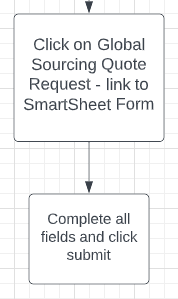 Click on Global
Sourcing Quote
Request - link to
SmartSheet Form
Complete all
fields and click
submit